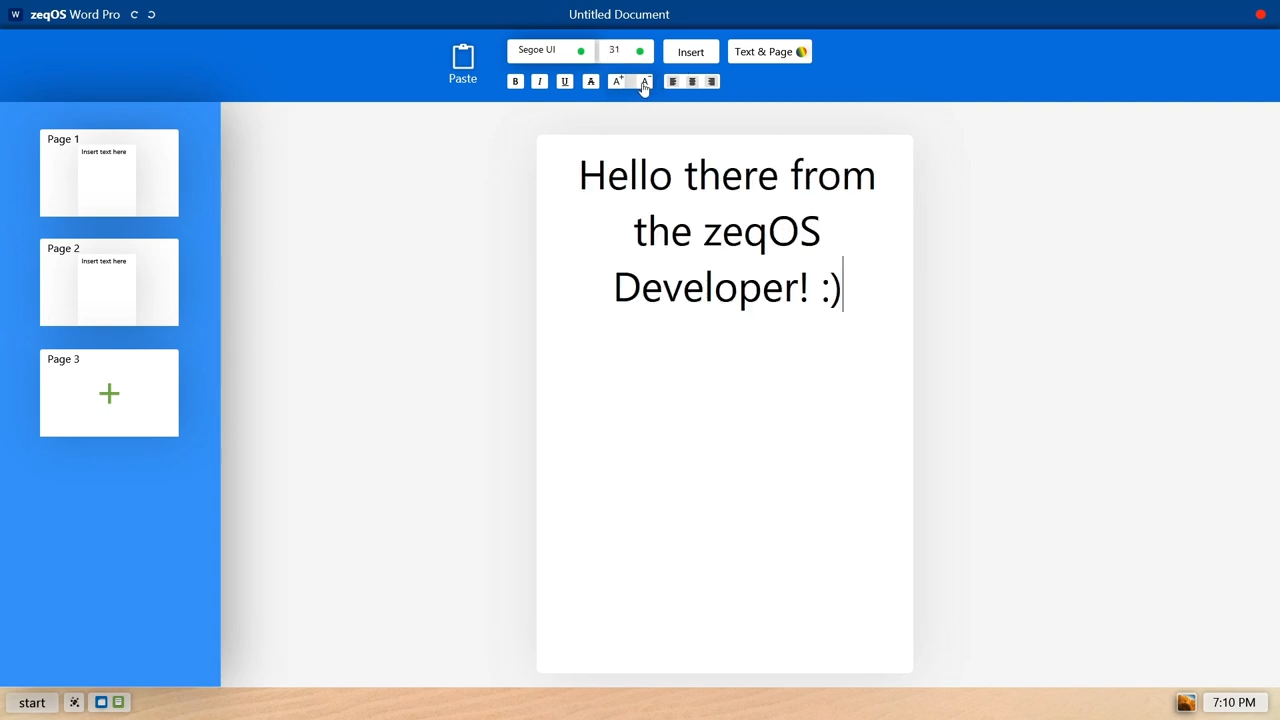 W zeqOS Word Pro
Untitled Document
Paste
Segoe UI
31
Insert
Text & Page
B I U A A+ A-
Page 1
Insert text here
Page 2
Insert text here
Page 3
Hello there from
the zeqOS
Developer! :)
start
7:10 PM